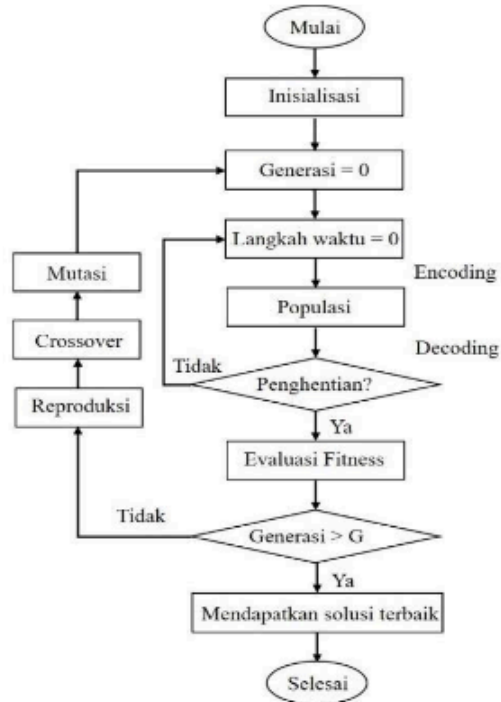 Mulai
Inisialisasi
Generasi = 0
Langkah waktu = 0
Mutasi
Encoding
Populasi
Crossover
Decoding
Tidak
Penghentian?
Reproduksi
Ya
Evaluasi Fitness
Tidak
Generasi > G
Ya
Mendapatkan solusi terbaik
Selesai